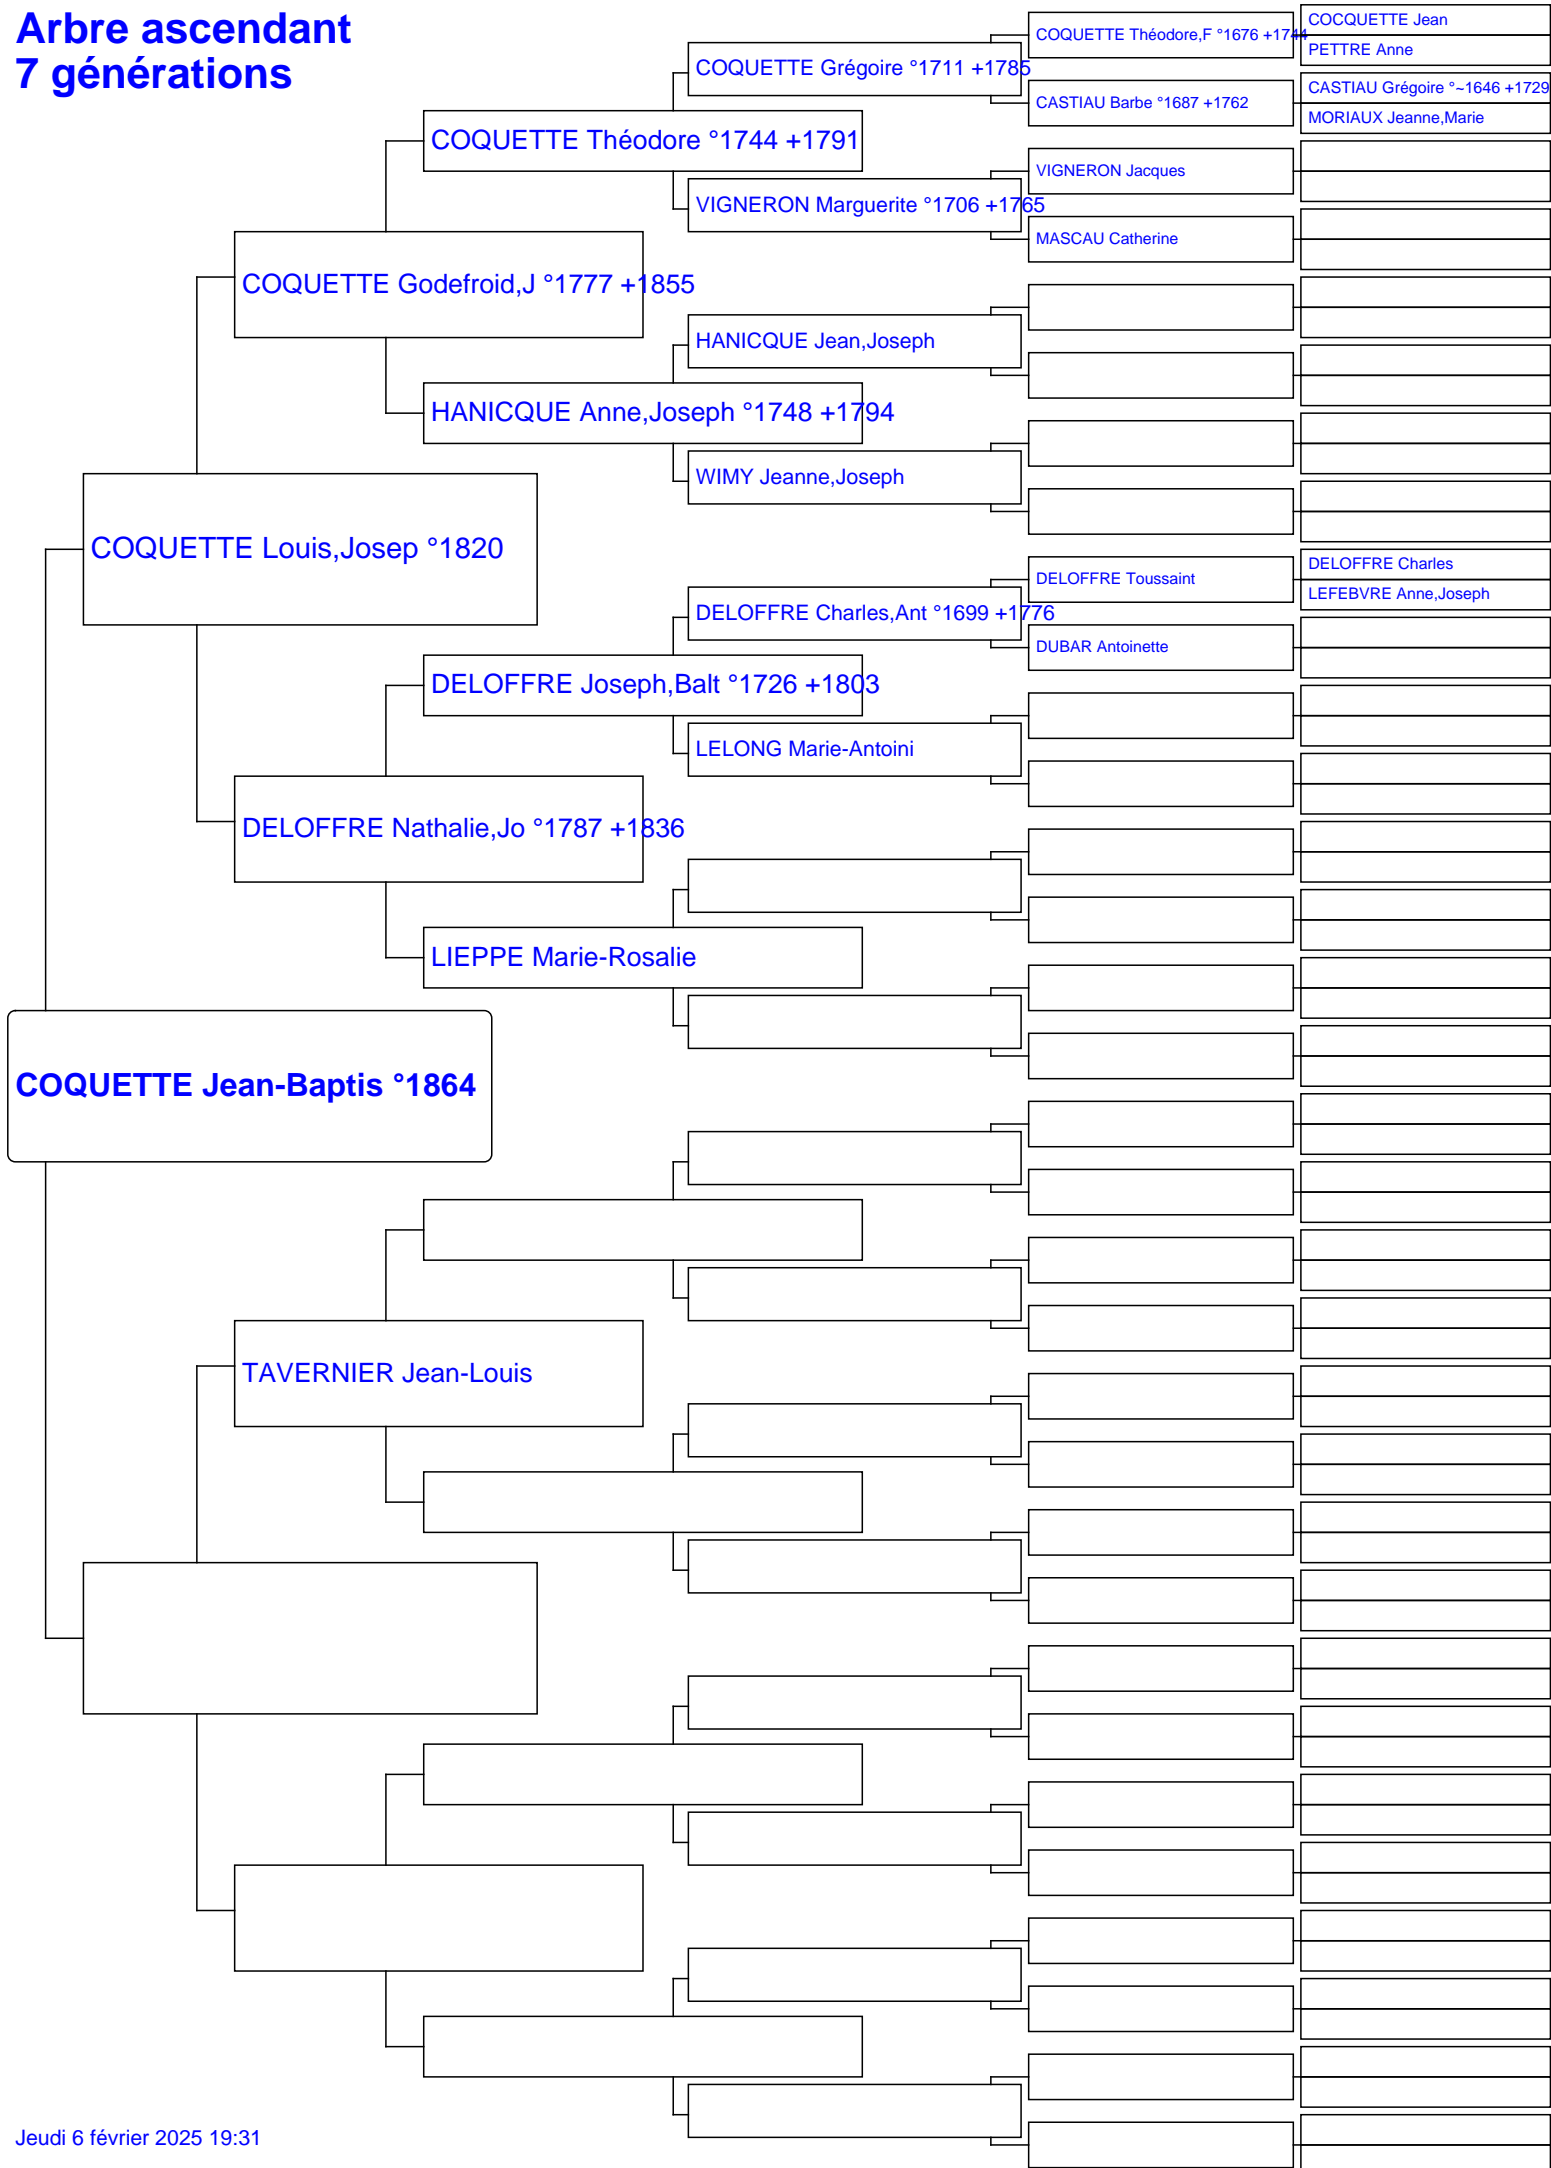 Arbre ascendant
7 générations
COQUETTE Théodore,F °1676 +1744
COCQUETTE Jean
PETTRE Anne
COQUETTE Grégoire °1711 +1785
CASTIAU Barbe °1687 +1762
CASTIAU Grégoire °~1646 +1729
MORIAUX Jeanne,Marie
COQUETTE Théodore °1744 +1791
VIGNERON Jacques
VIGNERON Marguerite °1706 +1765
MASCAU Catherine
COQUETTE Godefroid,J °1777 +1855
HANICQUE Jean,Joseph
HANICQUE Anne,Joseph °1748 +1794
WIMY Jeanne,Joseph
COQUETTE Louis,Josep °1820
DELOFFRE Toussaint
DELOFFRE Charles
LEFEBVRE Anne,Joseph
DELOFFRE Charles,Ant °1699 +1776
DUBAR Antoinette
DELOFFRE Joseph,Balt °1726 +1803
LELONG Marie-Antoini
DELOFFRE Nathalie,Jo °1787 +1836
LIEPPE Marie-Rosalie
COQUETTE Jean-Baptis °1864
TAVERNIER Jean-Louis
Jeudi 6 février 2025 19:31